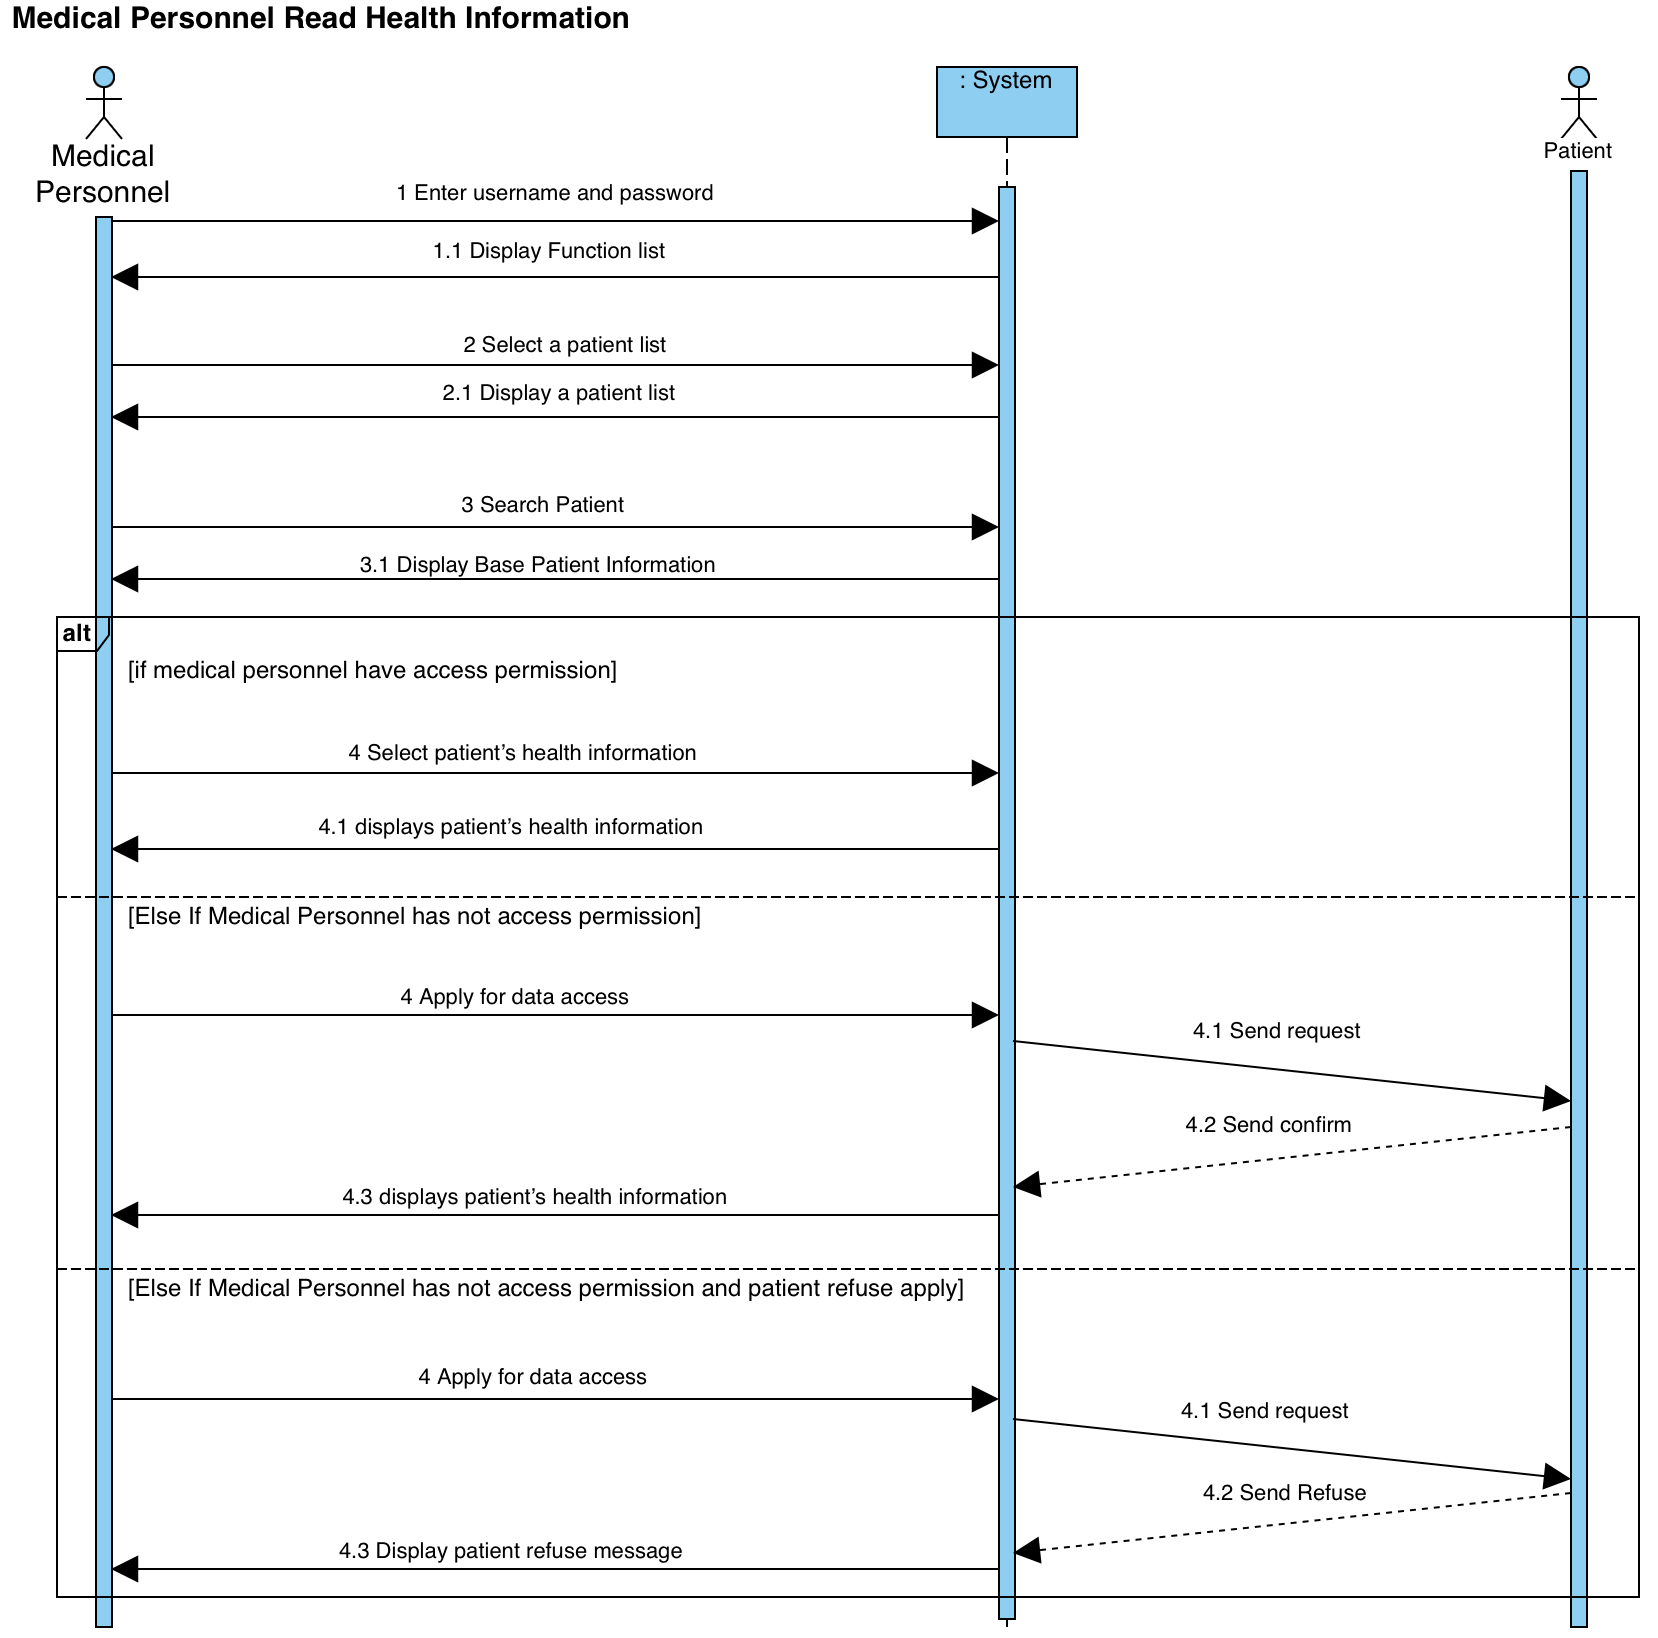 Medical Personnel Read Health Information
: System
Medical
Personnel
Patient
1 Enter username and password
1.1 Display Function list
2 Select a patient list
2.1 Display a patient list
3 Search Patient
3.1 Display Base Patient Information
alt
[if medical personnel have access permission]
4 Select patient’s health information
4.1 displays patient’s health information
[Else If Medical Personnel has not access permission]
4 Apply for data access
4.1 Send request
4.2 Send confirm
4.3 displays patient’s health information
[Else If Medical Personnel has not access permission and patient refuse apply]
4 Apply for data access
4.1 Send request
4.2 Send Refuse
4.3 Display patient refuse message